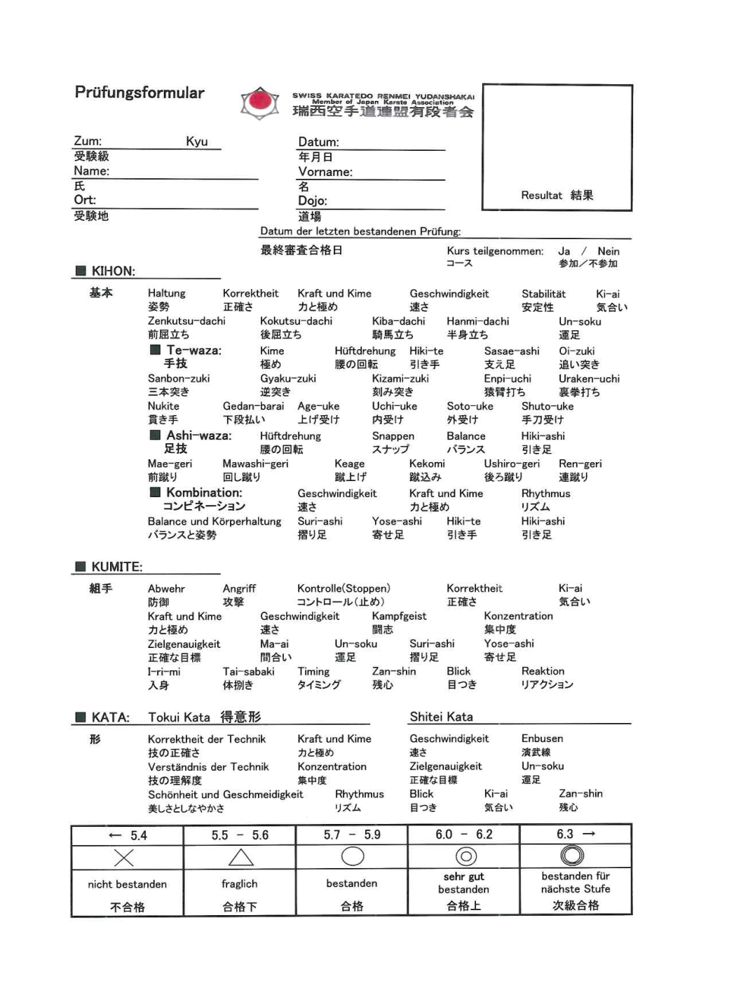 Prüfungsformular
SWISS KARATEDO RENMEI YUDANSHAKAI
Member of Japan Karate Association
瑞西空手道連盟有段者会
Zum: Kyu Datum:
受験級 年月日
Name: Vorname:
氏 名
Ort: Dojo:
受験地 道場
Resultat 結果
Datum der letzten bestandenen Prüfung:
最終審査合格日 Kurs teilgenommen: Ja / Nein
コース 参加/不参加
■ KIHON:
基本 Haltung Korrektheit Kraft und Kime Geschwindigkeit Stabilität Ki-ai
姿勢 正確さ 力と極め 速さ 安定性 気合い
Zenkutsu-dachi Kokutsu-dachi Kiba-dachi Hanmi-dachi Un-soku
前屈立ち 後屈立ち 騎馬立ち 半身立ち 運足
■ Te-waza: Kime Hüftdrehung Hiki-te Sasae-ashi Oi-zuki
手技 極め 腰の回転 引き手 支え足 追い突き
Sanbon-zuki Gyaku-zuki Kizami-zuki Enpi-uchi Uraken-uchi
三本突き 逆突き 刻み突き 猿臂打ち 裏拳打ち
Nukite Gedan-barai Age-uke Uchi-uke Soto-uke Shuto-uke
貫き手 下段払い 上げ受け 内受け 外受け 手刀受け
■ Ashi-waza: Hüftdrehung Snappen Balance Hiki-ashi
足技 腰の回転 スナップ バランス 引き足
Mae-geri Mawashi-geri Keage Kekomi Ushiro-geri Ren-geri
前蹴り 回し蹴り 蹴上げ 蹴込み 後ろ蹴り 連蹴り
■ Kombination: Geschwindigkeit Kraft und Kime Rhythmus
コンビネーション 速さ 力と極め リズム
Balance und Körperhaltung Suri-ashi Yose-ashi Hiki-te Hiki-ashi
バランスと姿勢 摺り足 寄せ足 引き手 引き足
■ KUMITE:
組手 Abwehr Angriff Kontrolle(Stoppen) Korrektheit Ki-ai
防御 攻撃 コントロール(止め) 正確さ 気合い
Kraft und Kime Geschwindigkeit Kampfgeist Konzentration
力と極め 速さ 闘志 集中度
Zielgenauigkeit Ma-ai Un-soku Suri-ashi Yose-ashi
正確な目標 間合い 運足 摺り足 寄せ足
I-ri-mi Tai-sabaki Timing Zan-shin Blick Reaktion
入身 体捌き タイミング 残心 目つき リアクション
■ KATA: Tokui Kata 得意形 Shitei Kata
形 Korrektheit der Technik Kraft und Kime Geschwindigkeit Enbusen
技の正確さ 力と極め 速さ 演武線
Verständnis der Technik Konzentration Zielgenauigkeit Un-soku
技の理解度 集中度 正確な目標 運足
Schönheit und Geschmeidigkeit Rhythmus Blick Ki-ai Zan-shin
美しさとしなやかさ リズム 目つき 気合い 残心
← 5.4 5.5 - 5.6 5.7 - 5.9 6.0 - 6.2 6.3 →
nicht bestanden fraglich bestanden sehr gut bestanden bestanden für nächste Stufe
不合格 合格下 合格 合格上 次級合格